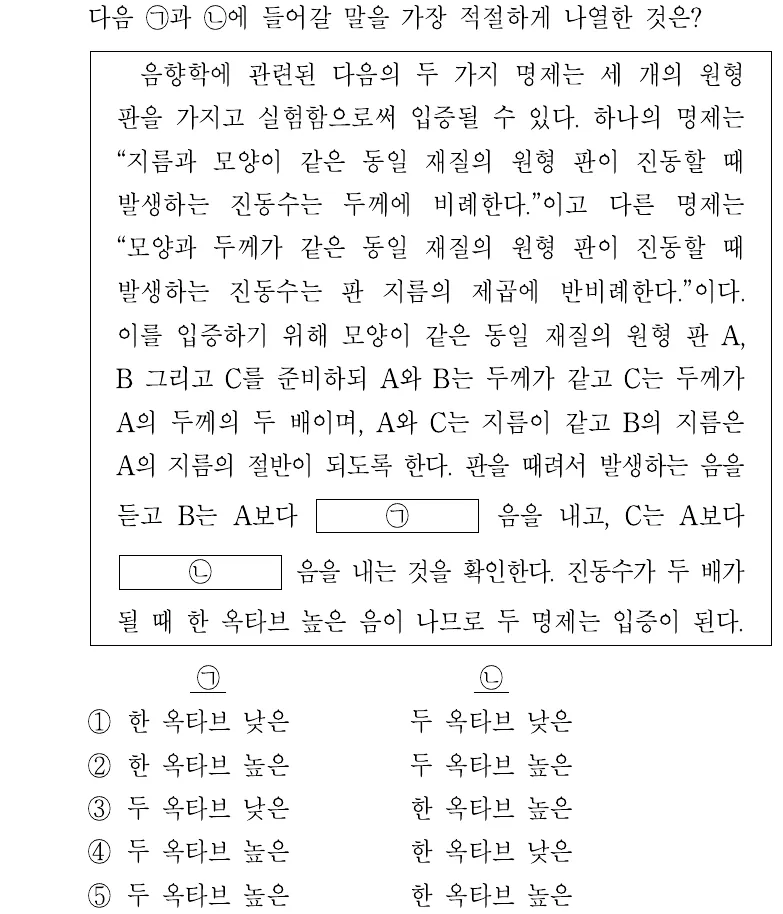 다음 ㉠과 ㉡에 들어갈 말을 가장 적절하게 나열한 것은?
음향학에 관련된 다음의 두 가지 명제는 세 개의 원형
판을 가지고 실험함으로써 입증될 수 있다. 하나의 명제는
“지름과 모양이 같은 동일 재질의 원형 판이 진동할 때
발생하는 진동수는 두께에 비례한다.”이고 다른 명제는
“모양과 두께가 같은 동일 재질의 원형 판이 진동할 때
발생하는 진동수는 판 지름의 제곱에 반비례한다.”이다.
이를 입증하기 위해 모양이 같은 동일 재질의 원형 판 A,
B 그리고 C를 준비하되 A와 B는 두께가 같고 C는 두께가
A의 두께의 두 배이며, A와 C는 지름이 같고 B의 지름은
A의 지름의 절반이 되도록 한다. 판을 때려서 발생하는 음을
듣고 B는 A보다 ㉠ 음을 내고, C는 A보다
㉡ 음을 내는 것을 확인한다. 진동수가 두 배가
될 때 한 옥타브 높은 음이 나므로 두 명제는 입증이 된다.
㉠ ㉡
① 한 옥타브 낮은 두 옥타브 낮은
② 한 옥타브 높은 두 옥타브 높은
③ 두 옥타브 낮은 한 옥타브 높은
④ 두 옥타브 높은 한 옥타브 낮은
⑤ 두 옥타브 높은 한 옥타브 높은